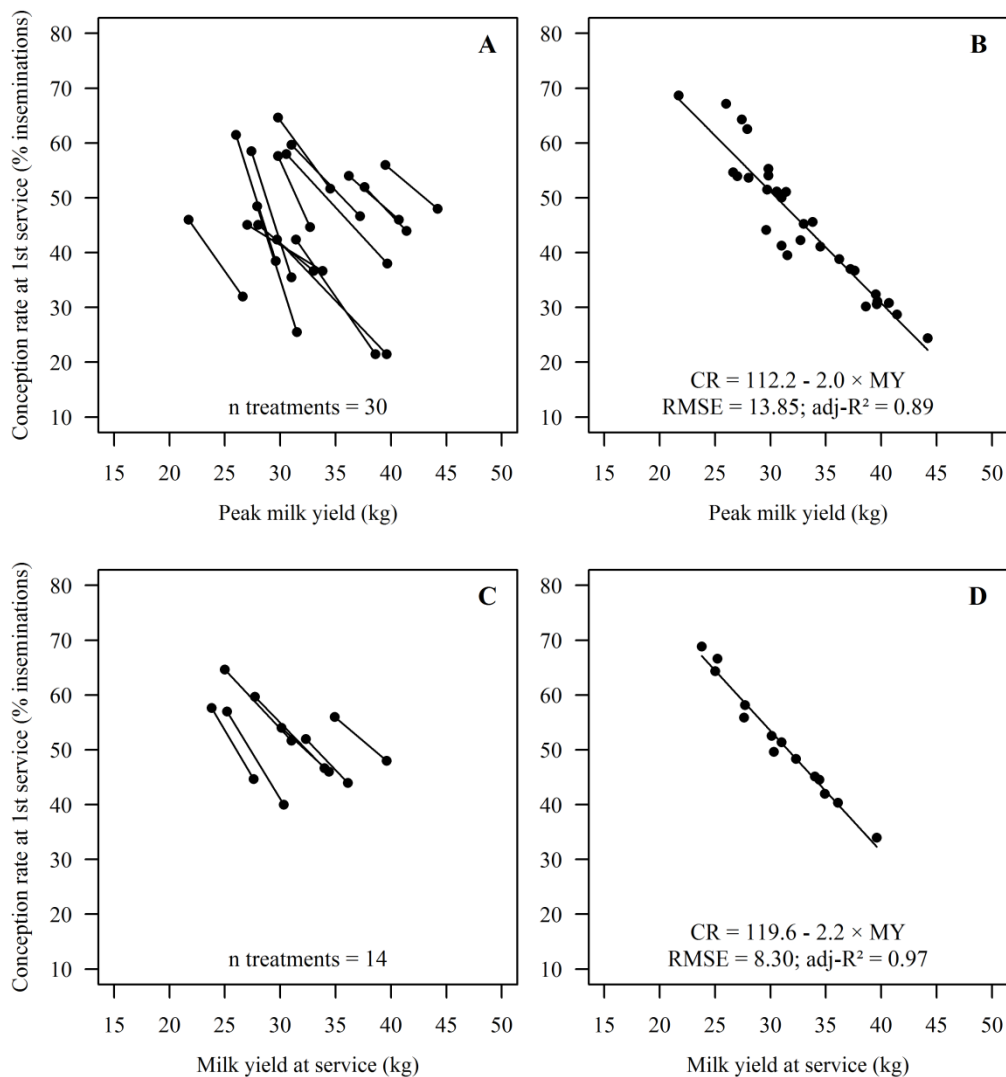 A
B
Conception rate at 1st service (% inseminations)
80
70
60
50
40
30
20
10
n treatments = 30
15 20 25 30 35 40 45 50
Peak milk yield (kg)
80
70
60
50
40
30
20
10
CR = 112.2 - 2.0 × MY
RMSE = 13.85; adj-R² = 0.89
15 20 25 30 35 40 45 50
Peak milk yield (kg)
C
D
Conception rate at 1st service (% inseminations)
80
70
60
50
40
30
20
10
n treatments = 14
15 20 25 30 35 40 45 50
Milk yield at service (kg)
80
70
60
50
40
30
20
10
CR = 119.6 - 2.2 × MY
RMSE = 8.30; adj-R² = 0.97
15 20 25 30 35 40 45 50
Milk yield at service (kg)